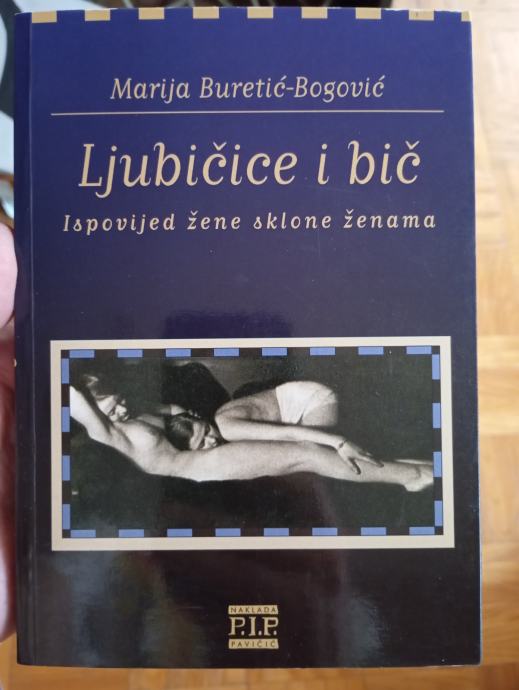 Marija Buretić-Bogović
Ljubičice i bič
Ispovijed žene sklone ženama
NAKLADA
P.I.P.
PAVIČIĆ